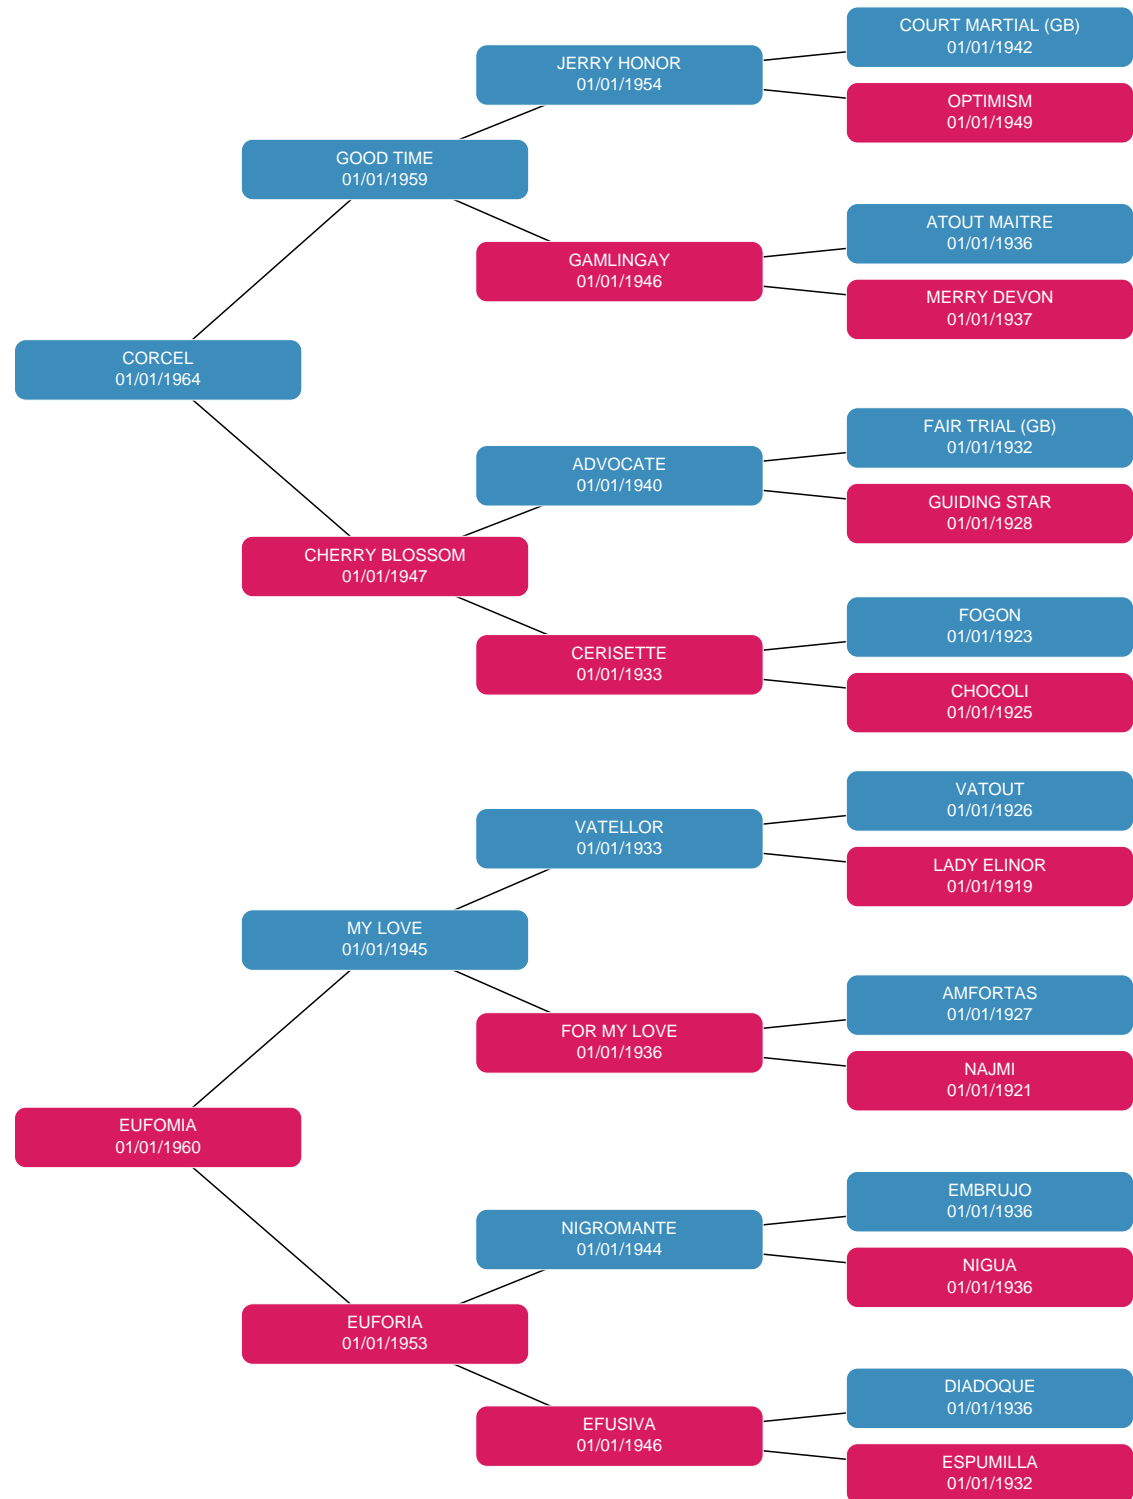 COURT MARTIAL (GB)
01/01/1942
JERRY HONOR
01/01/1954
OPTIMISM
01/01/1949
GOOD TIME
01/01/1959
ATOUT MAITRE
01/01/1936
GAMLINGAY
01/01/1946
MERRY DEVON
01/01/1937
CORCEL
01/01/1964
FAIR TRIAL (GB)
01/01/1932
ADVOCATE
01/01/1940
GUIDING STAR
01/01/1928
CHERRY BLOSSOM
01/01/1947
FOGON
01/01/1923
CERISETTE
01/01/1933
CHOCOLI
01/01/1925
VATOUT
01/01/1926
VATELLOR
01/01/1933
LADY ELINOR
01/01/1919
MY LOVE
01/01/1945
AMFORTAS
01/01/1927
FOR MY LOVE
01/01/1936
NAJMI
01/01/1921
EUFOMIA
01/01/1960
EMBRUJO
01/01/1936
NIGROMANTE
01/01/1944
NIGUA
01/01/1936
EUFORIA
01/01/1953
DIADOQUE
01/01/1936
EFUSIVA
01/01/1946
ESPUMILLA
01/01/1932